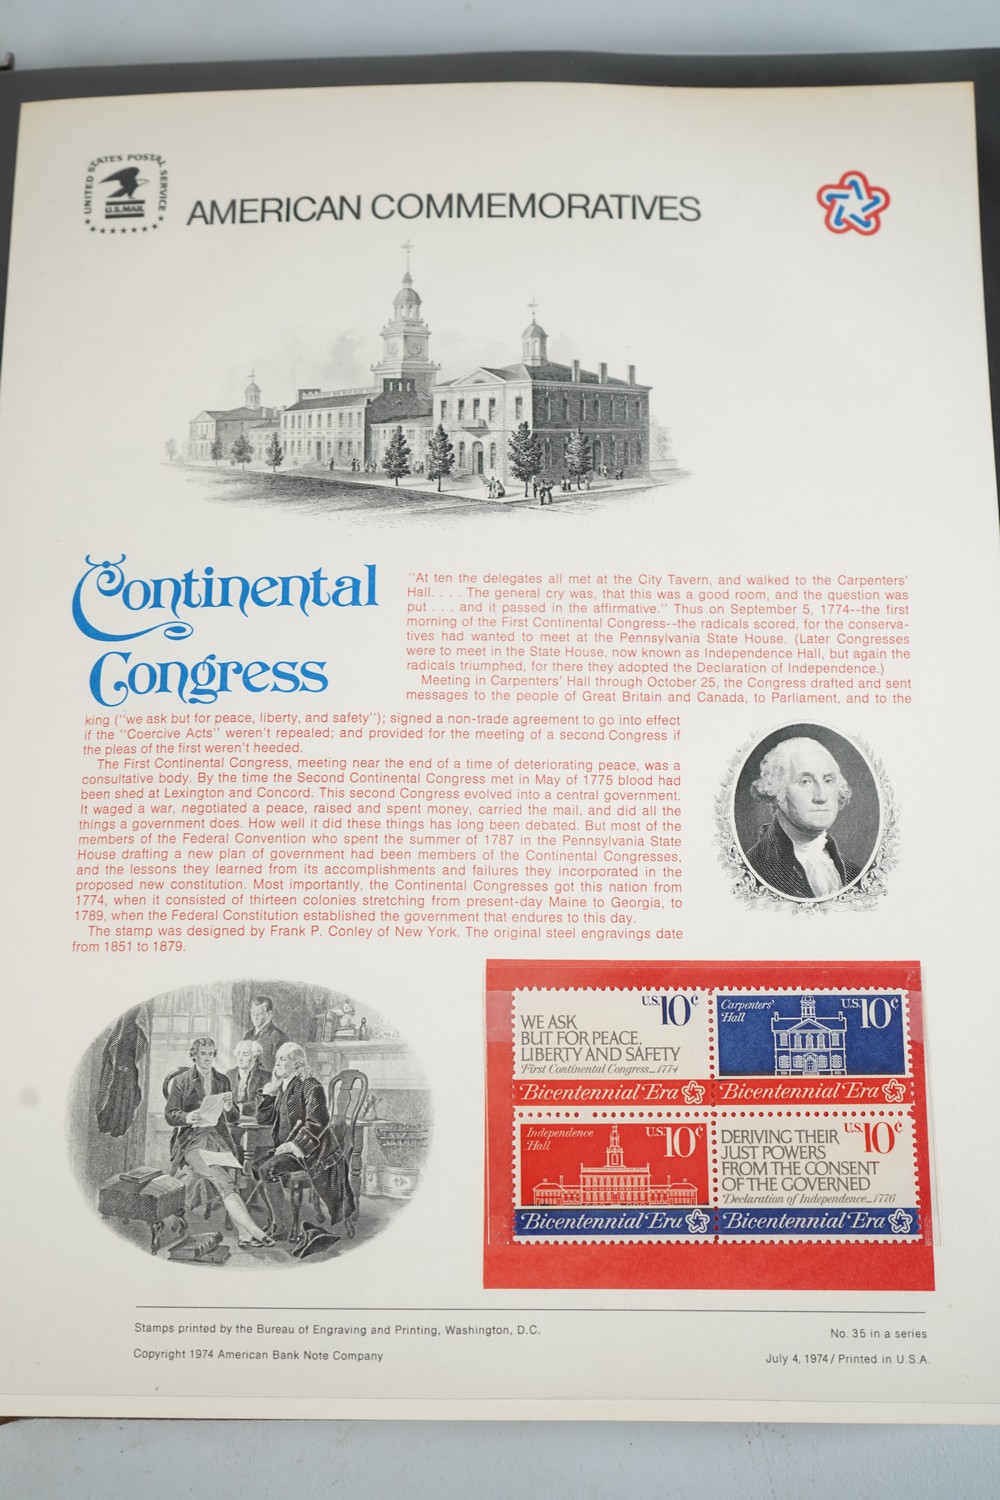 UNITED STATES POSTAL SERVICE
U.S.MAIL
AMERICAN COMMEMORATIVES
Continental
Congress
"At ten the delegates all met at the City Tavern, and walked to the Carpenters'
Hall. . . . The general cry was, that this was a good room, and the question was
put . . . and it passed in the affirmative." Thus on September 5, 1774--the first
morning of the First Continental Congress--the radicals scored, for the conserva-
tives had wanted to meet at the Pennsylvania State House. (Later Congresses
were to meet in the State House, now known as Independence Hall, but again the
radicals triumphed, for there they adopted the Declaration of Independence.)
Meeting in Carpenters' Hall through October 25, the Congress drafted and sent
messages to the people of Great Britain and Canada, to Parliament, and to the
king ("we ask but for peace, liberty, and safety"); signed a non-trade agreement to go into effect
if the "Coercive Acts" weren't repealed; and provided for the meeting of a second Congress if
the pleas of the first weren't heeded.
The First Continental Congress, meeting near the end of a time of deteriorating peace, was a
consultative body. By the time the Second Continental Congress met in May of 1775 blood had
been shed at Lexington and Concord. This second Congress evolved into a central government.
It waged a war, negotiated a peace, raised and spent money, carried the mail, and did all the
things a government does. How well it did these things has long been debated. But most of the
members of the Federal Convention who spent the summer of 1787 in the Pennsylvania State
House drafting a new plan of government had been members of the Continental Congresses,
and the lessons they learned from its accomplishments and failures they incorporated in the
proposed new constitution. Most importantly, the Continental Congresses got this nation from
1774, when it consisted of thirteen colonies stretching from present-day Maine to Georgia, to
1789, when the Federal Constitution established the government that endures to this day.
The stamp was designed by Frank P. Conley of New York. The original steel engravings date
from 1851 to 1879.
U.S. 10¢
WE ASK
BUT FOR PEACE,
LIBERTY AND SAFETY
First Continental Congress_1774
Bicentennial Era
Carpenters'
Hall
U.S. 10¢
Bicentennial Era
Independence
Hall
U.S. 10¢
Bicentennial Era
U.S. 10¢
DERIVING THEIR
JUST POWERS
FROM THE CONSENT
OF THE GOVERNED
Declaration of Independence_1776
Bicentennial Era
Stamps printed by the Bureau of Engraving and Printing, Washington, D.C.
Copyright 1974 American Bank Note Company
No. 35 in a series
July 4, 1974/Printed in U.S.A.